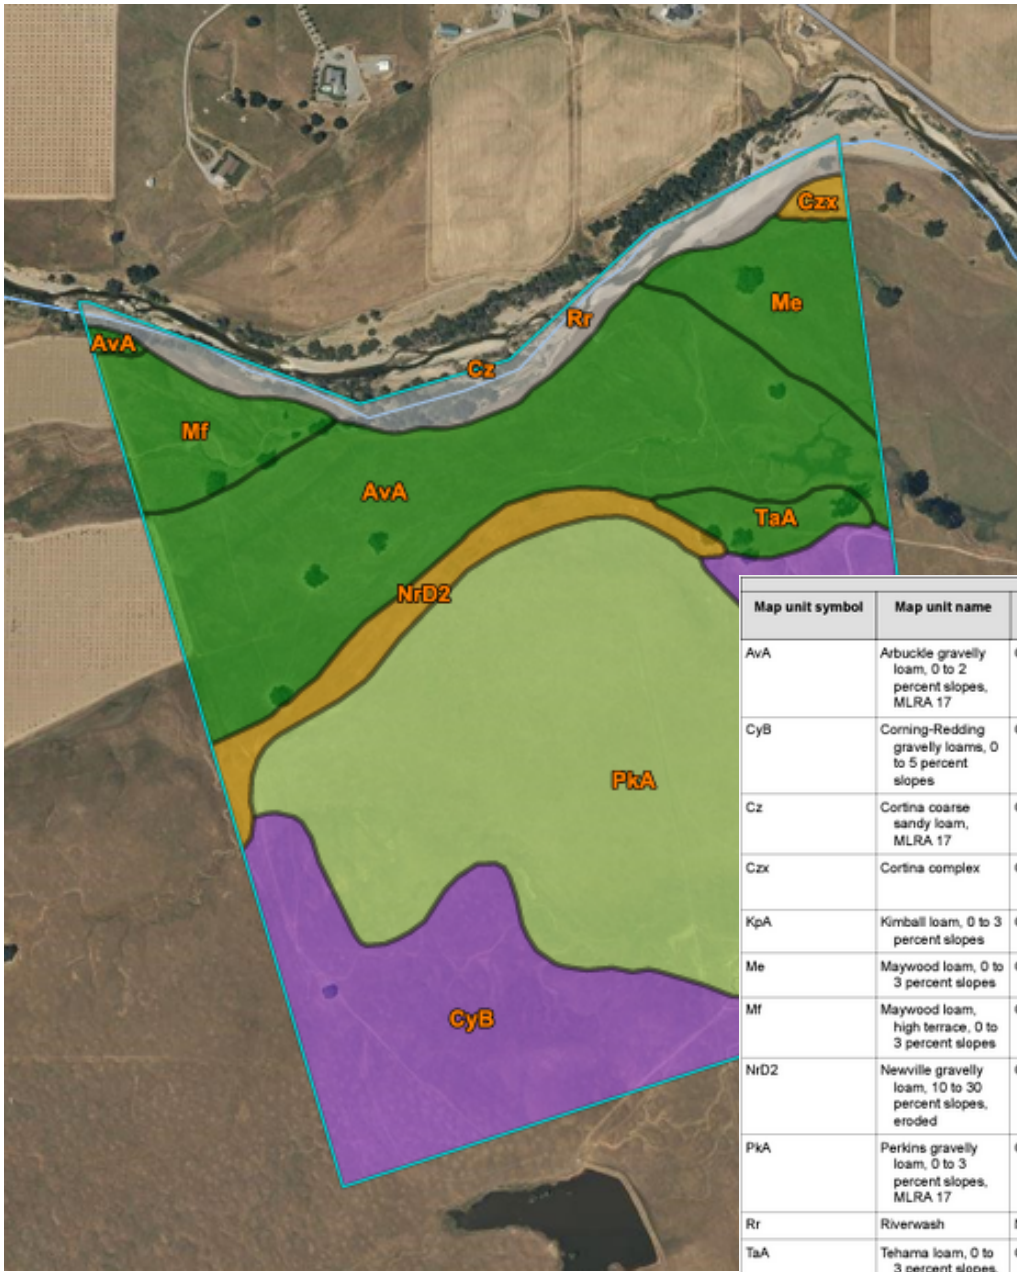 Czx
Me
Rr
AvA
Cz
Mf
AvA
TaA
NrD2
PkA
CyB
Map unit symbol
Map unit name
AvA
Arbuckle gravelly
loam, 0 to 2
percent slopes,
MLRA 17
CyB
Corning-Redding
gravelly loams, 0
to 5 percent
slopes
Cz
Cortina coarse
sandy loam,
MLRA 17
Czx
Cortina complex
KpA
Kimball loam, 0 to 3
percent slopes
Me
Maywood loam, 0 to
3 percent slopes
Mf
Maywood loam,
high terrace, 0 to
3 percent slopes
NrD2
Newville gravelly
loam, 10 to 30
percent slopes,
eroded
PkA
Perkins gravelly
loam, 0 to 3
percent slopes,
MLRA 17
Rr
Riverwash
TaA
Tehama loam, 0 to
3 percent slopes,